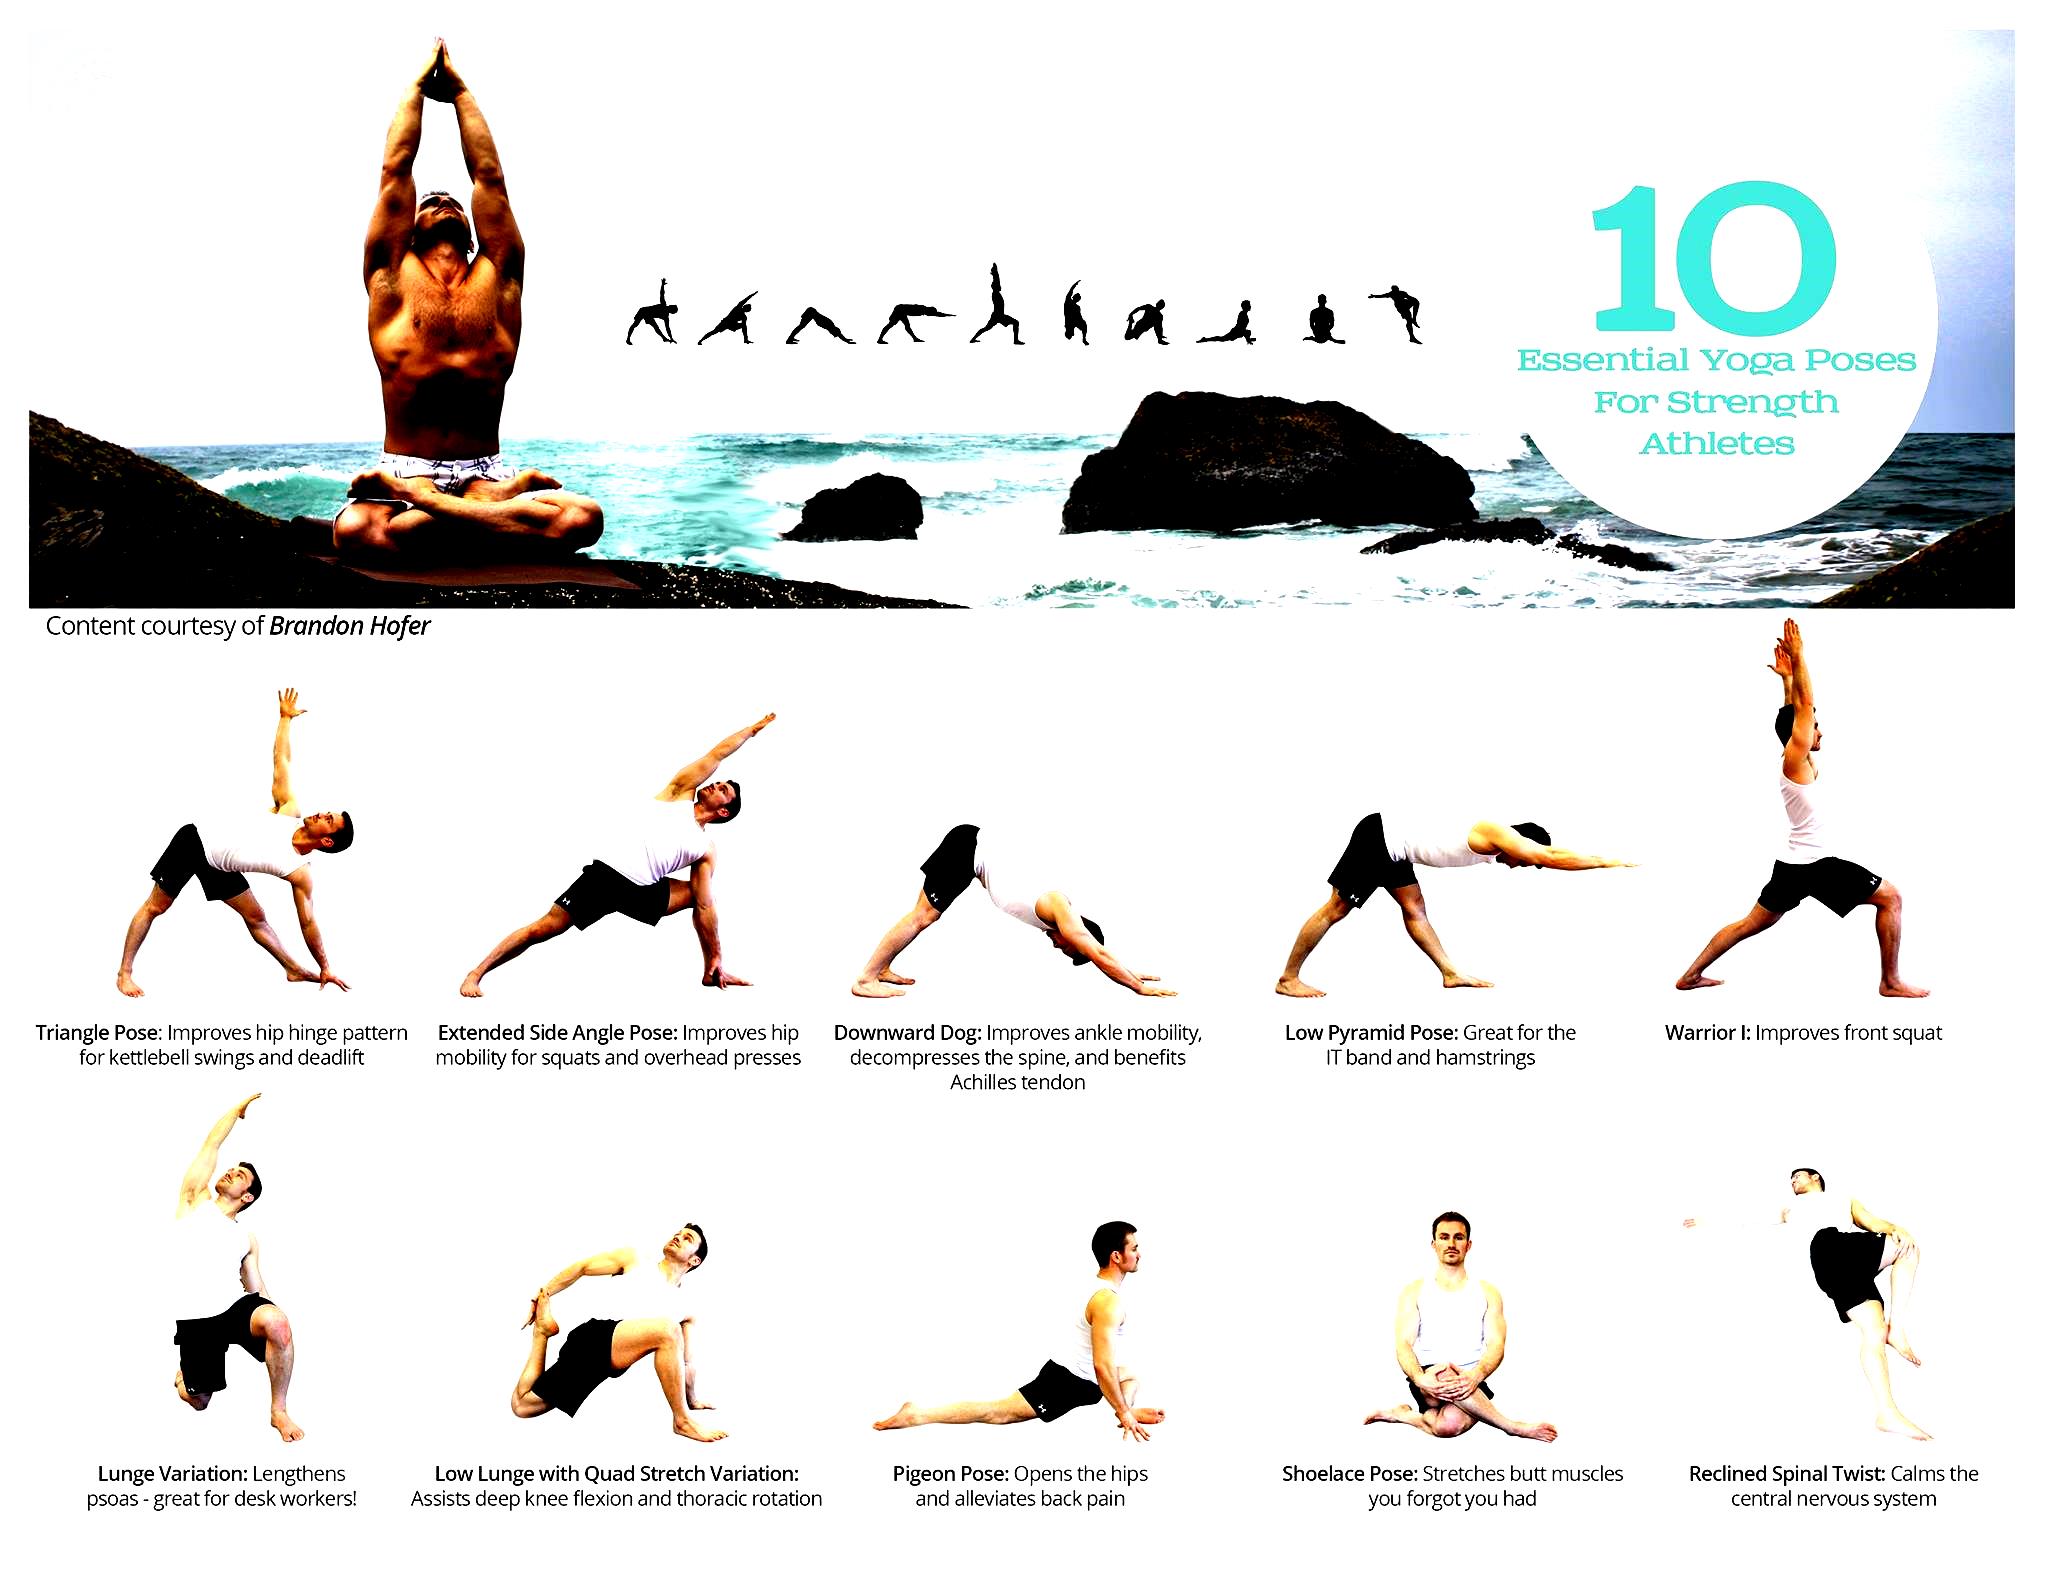 10
Essential Yoga Poses
For Strength
Athletes
Content courtesy of Brandon Hofer
Triangle Pose: Improves hip hinge pattern
for kettlebell swings and deadlift
Extended Side Angle Pose: Improves hip
mobility for squats and overhead presses
Downward Dog: Improves ankle mobility,
decompresses the spine, and benefits
Achilles tendon
Low Pyramid Pose: Great for the
IT band and hamstrings
Warrior I: Improves front squat
Lunge Variation: Lengthens
psoas - great for desk workers!
Low Lunge with Quad Stretch Variation:
Assists deep knee flexion and thoracic rotation
Pigeon Pose: Opens the hips
and alleviates back pain
Shoelace Pose: Stretches butt muscles
you forgot you had
Reclined Spinal Twist: Calms the
central nervous system